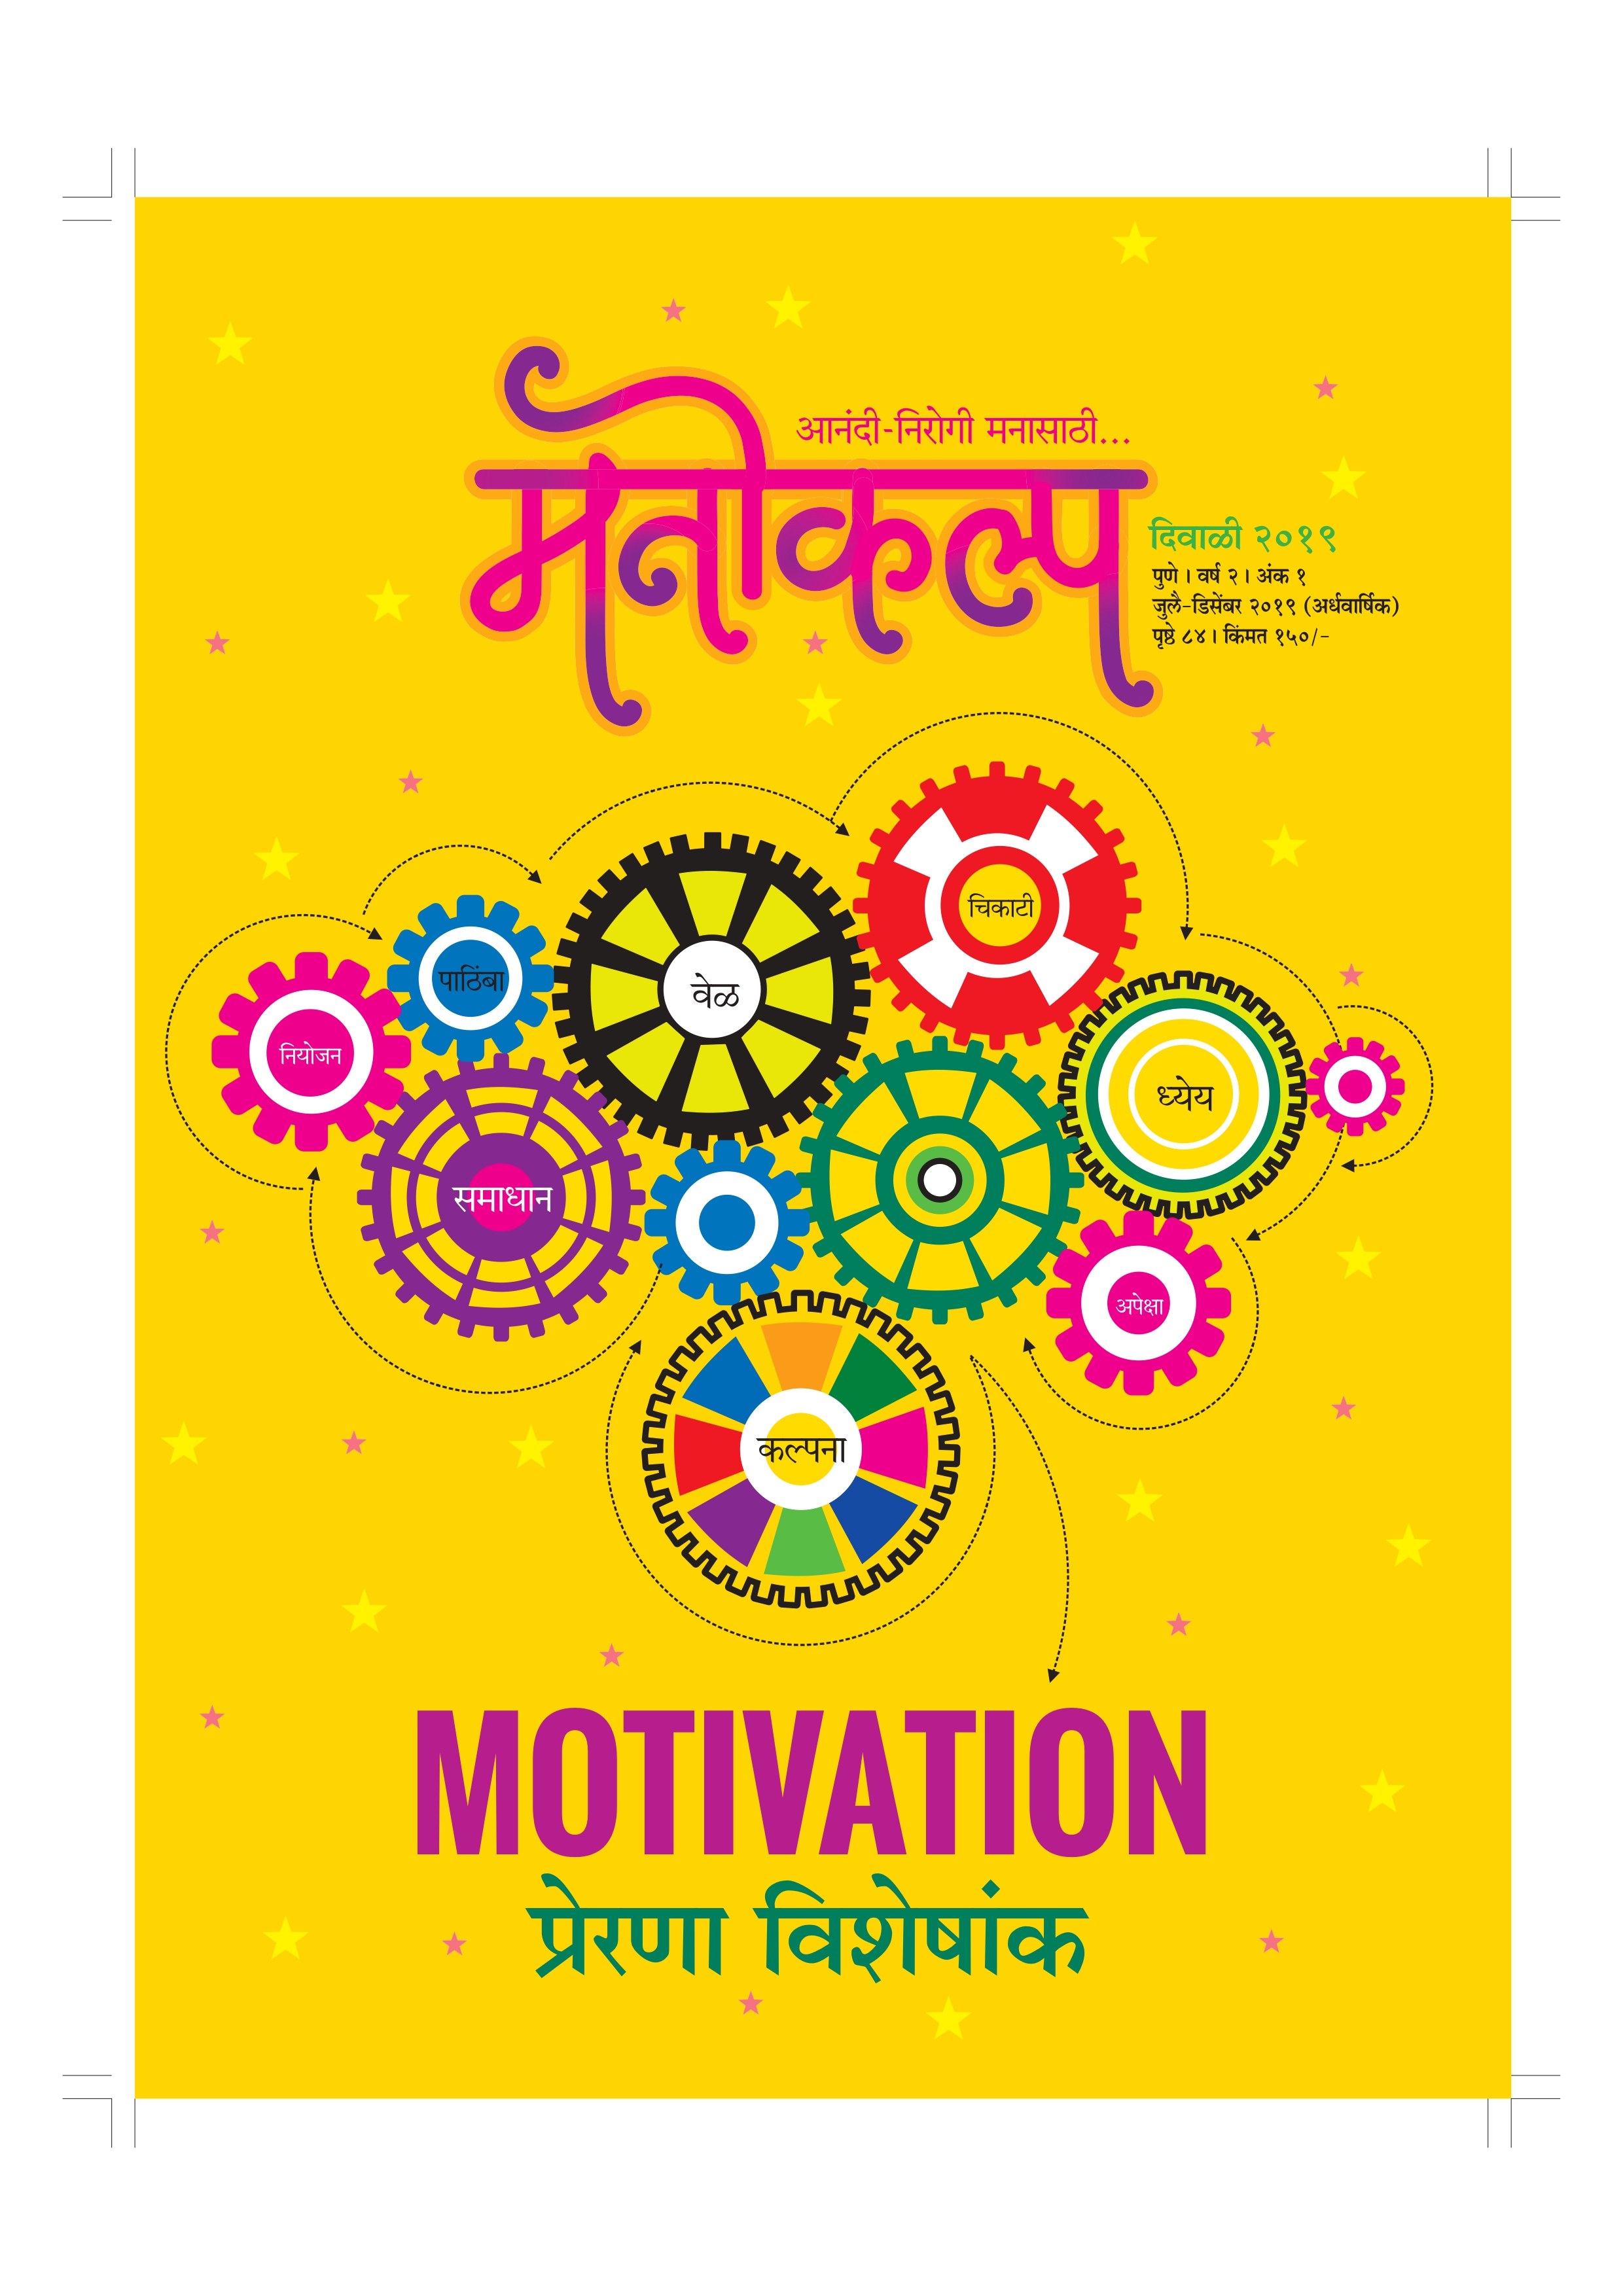 आनंदी-निरोगी मनासाठी...
मनोकल्प
दिवाळी २०१९
पुणे । वर्ष २ । अंक १
जुलै-डिसेंबर २०१९ (अर्धवार्षिक)
पृष्ठे ८४ । किंमत १५०/-
चिकाटी
पाठिंबा
वेळ
नियोजन
ध्येय
समाधान
अपेक्षा
कल्पना
MOTIVATION
प्रेरणा विशेषांक